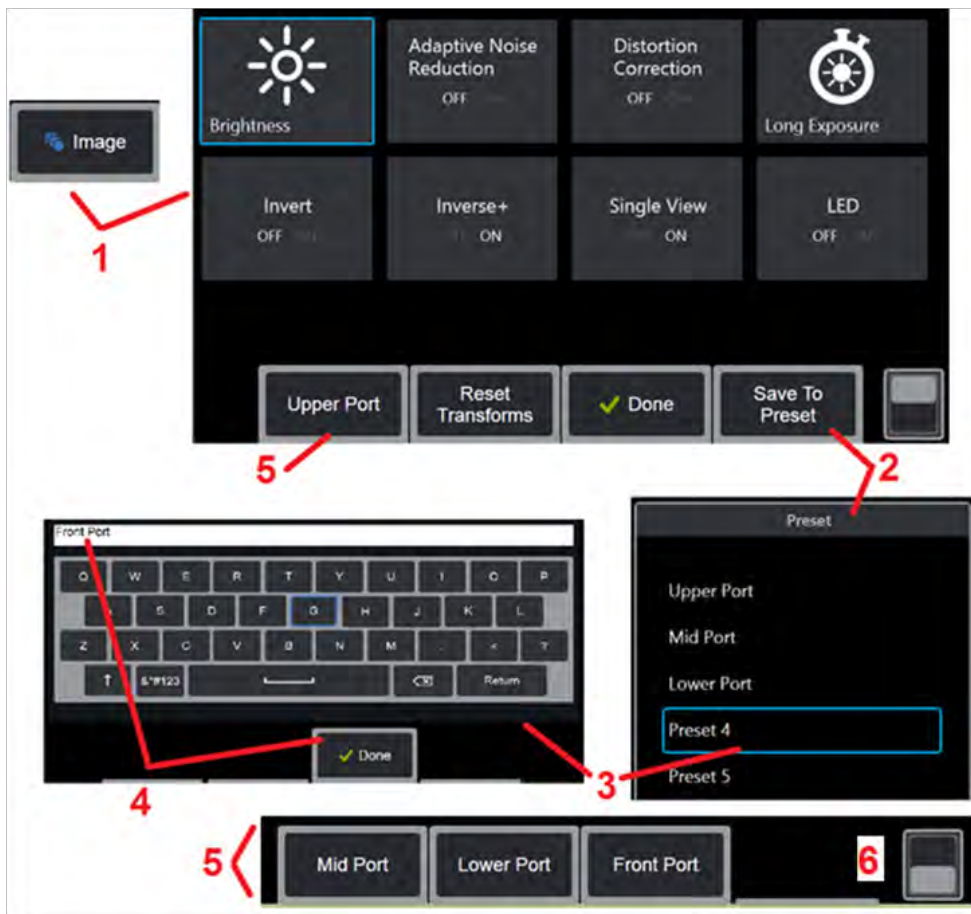 Brightness
Adaptive Noise
Reduction
OFF
Distortion
Correction
OFF
Long Exposure
Image
1
Invert
OFF
Inverse+
ON
Single View
ON
LED
OFF
Upper Port
Reset
Transforms
Done
Save To
Preset
5
2
Front Port
Q W E R T Y U I O P
S D F G H J K L
Z X C V B N M
&*#123
Return
Done
4
Preset
Upper Port
Mid Port
Lower Port
Preset 4
Preset 5
3
5
Mid Port
Lower Port
Front Port
6